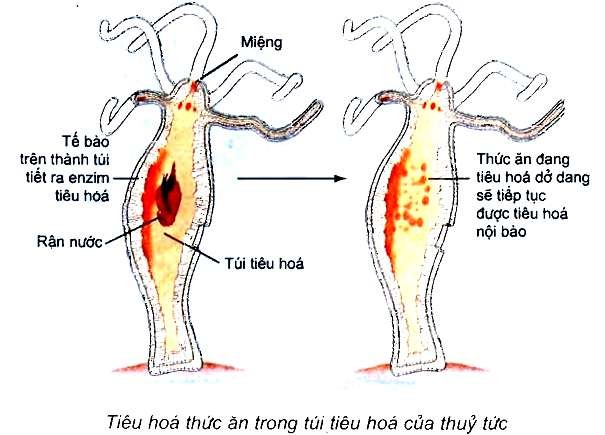 Miệng
Tế bào
trên thành túi
tiết ra enzim
tiêu hóá
Rận nước
Túi tiêu hoá
Thức ăn đang
tiêu hoá dở dang
sẽ tiếp tục
được tiêu hoá
nội bào
Tiêu hoá thức ăn trong túi tiêu hoá của thuỷ tức